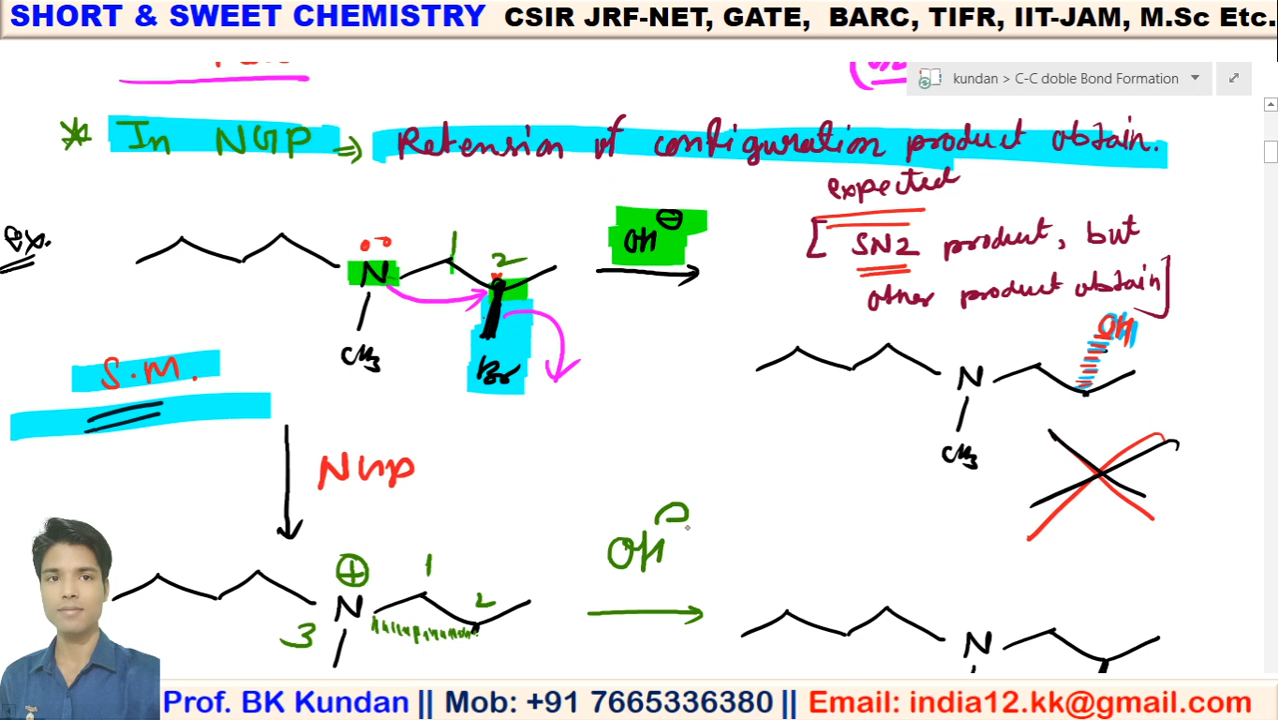 SHORT & SWEET CHEMISTRY CSIR JRF-NET, GATE, BARC, TIFR, IIT-JAM, M.Sc Etc.
kundan > C-C doble Bond Formation
* In NGP ⇒ Retension of configuration product obtain.
expected
[SN2 product, but
other product obtain]
ex.
N 1 2
CH3
Br
OH⊖
OH
N
CH3
S.M.
NGP
⊕
N 1 2
3
OH
N
Prof. BK Kundan || Mob: +91 7665336380 || Email: india12.kk@gmail.com